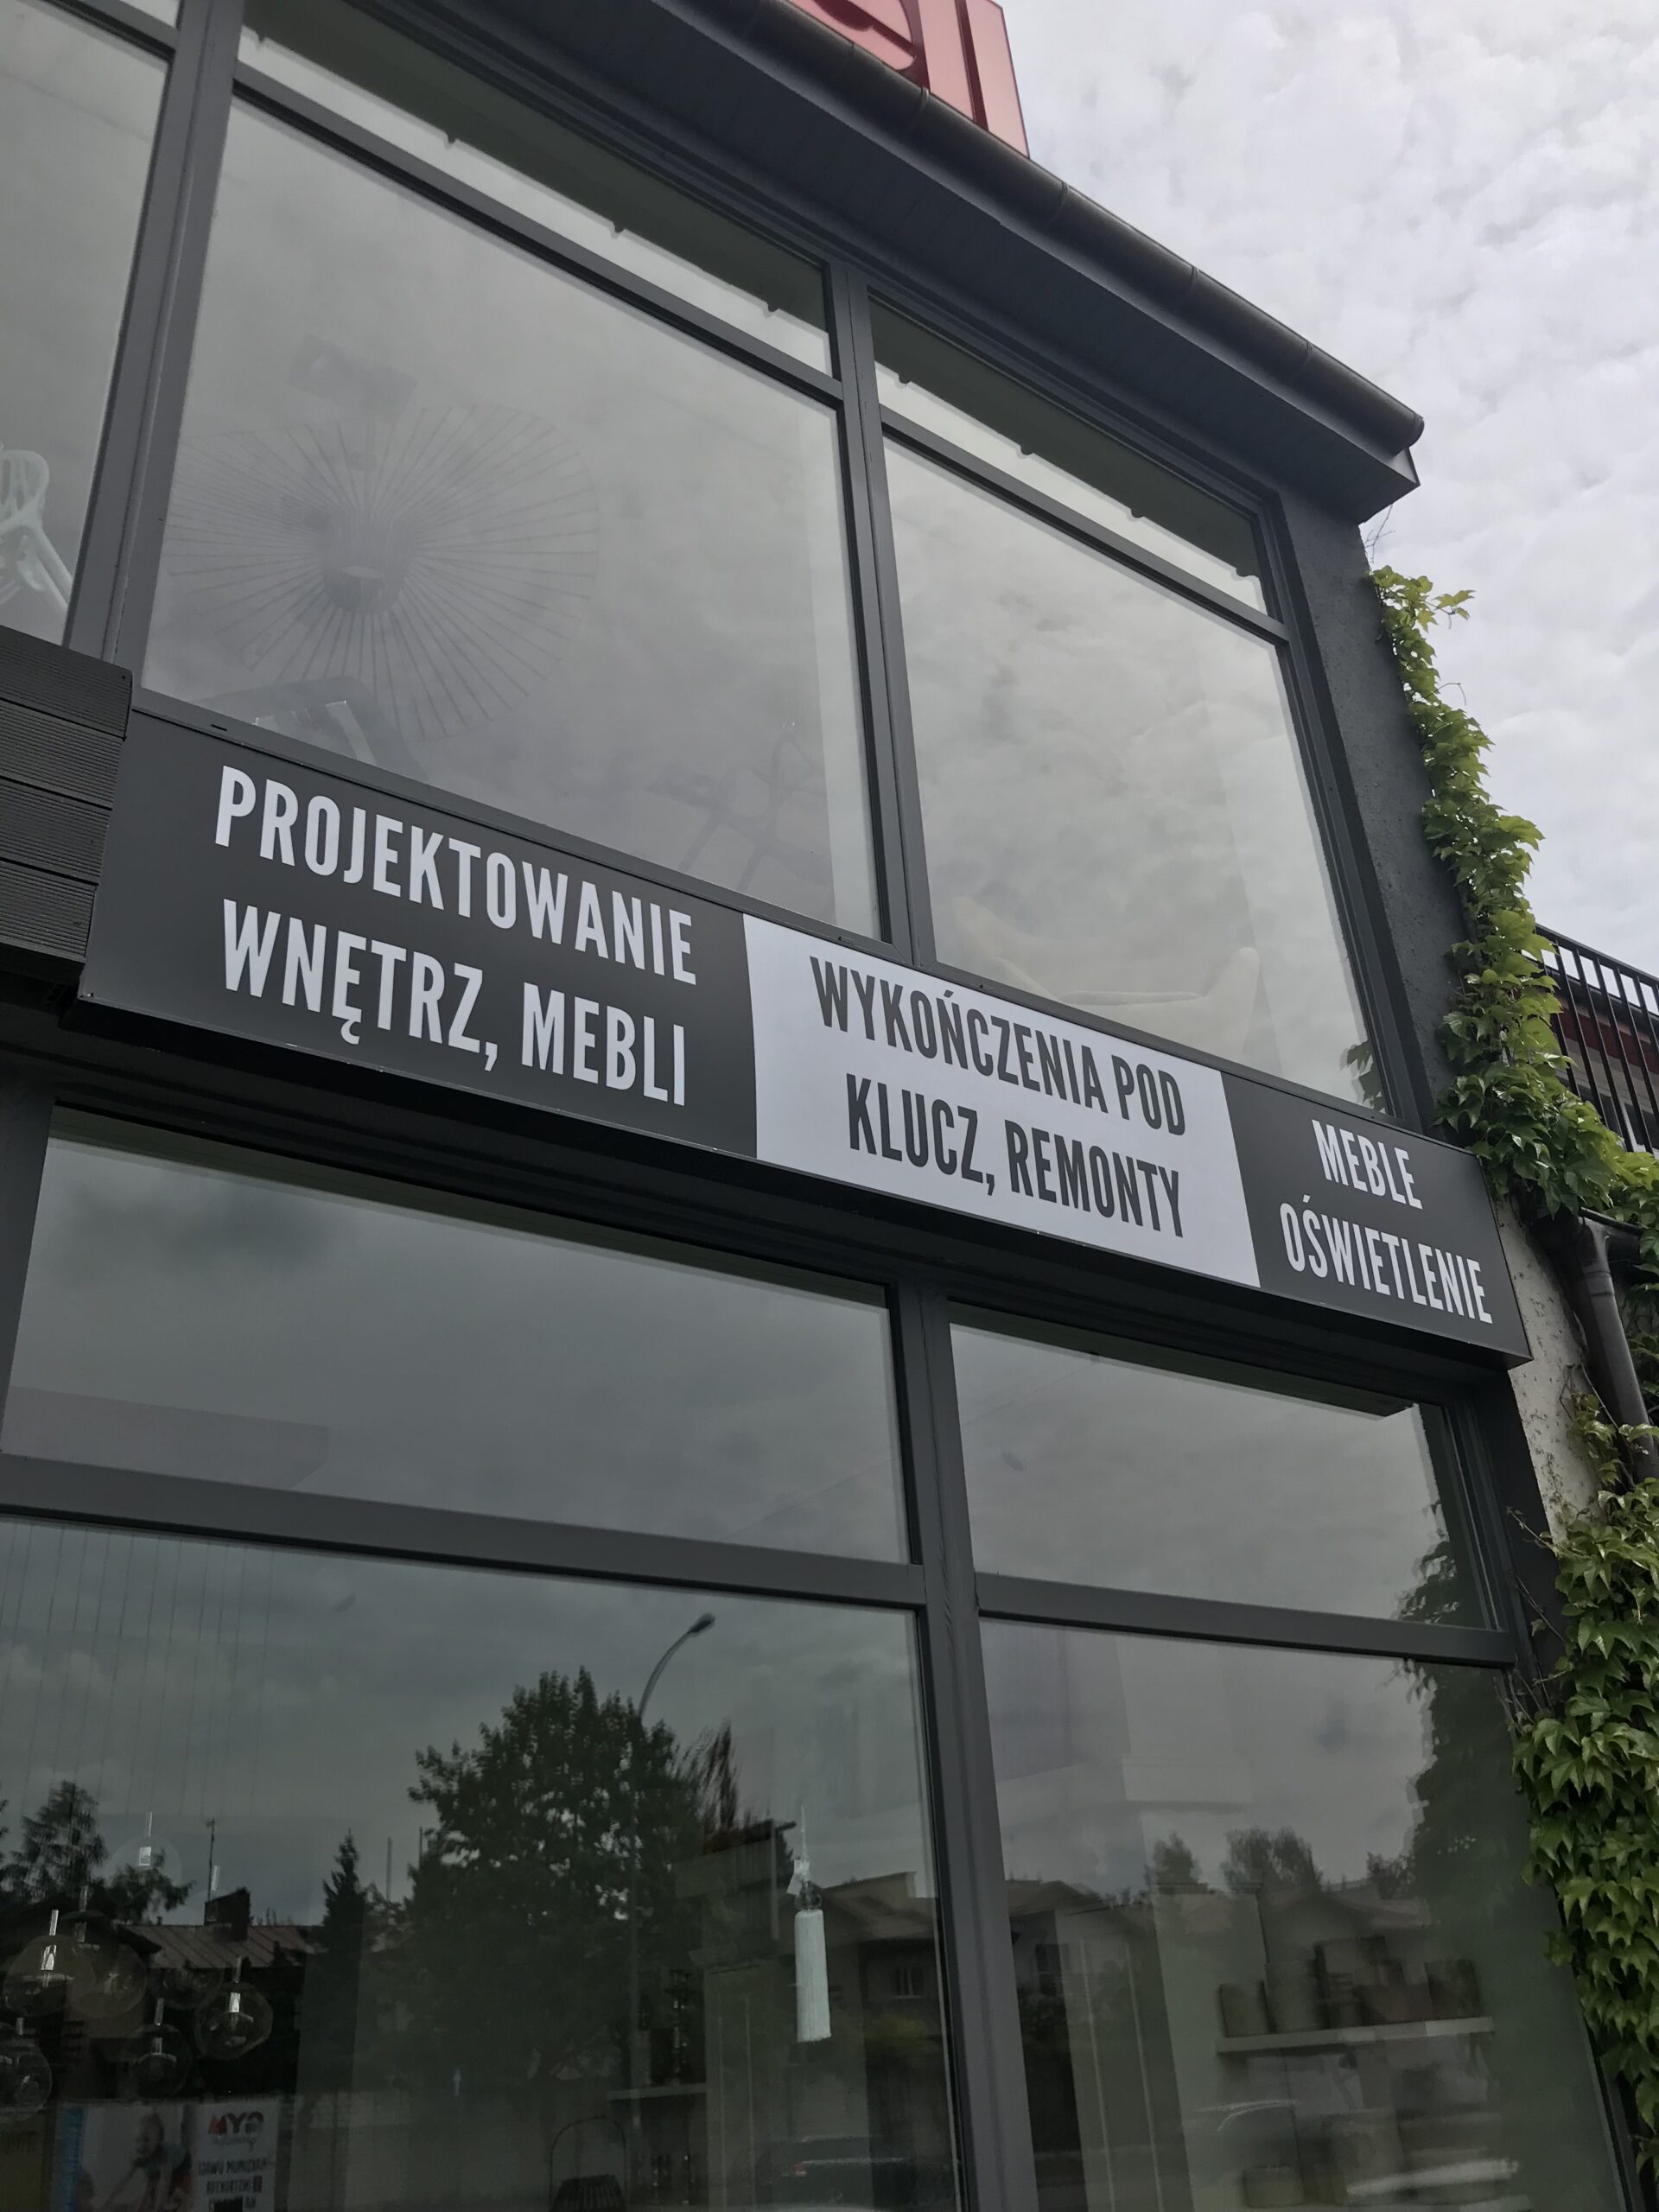 PROJEKTOWANIE
WNĘTRZ, MEBLI
WYKOŃCZENIA POD
KLUCZ, REMONTY
MEBLE
OŚWIETLENIE